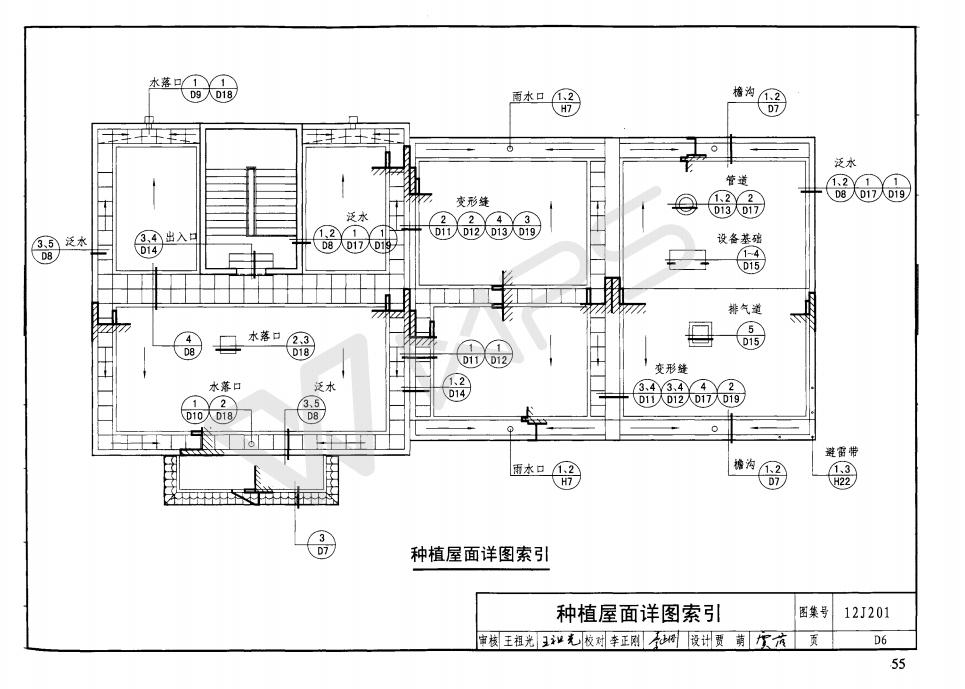 水落口 1/D9 1/D18
雨水口 1、2/H7
檐沟 1、2/D7
泛水
1、2/D8 1/D17 1/D19
管道
1、2/D13 2/D17
变形缝
2/D11 2/D12 4/D13 3/D19
泛水
1、2/D8 1/D17 1/D19
3、4/D14 出入口
3、5/D8 泛水
设备基础
1-4/D15
排气道
5/D15
4/D8
水落口 2、3/D18
1/D11 1/D12
1、2/D14
变形缝
3、4/D11 3、4/D12 4/D17 2/D19
水落口
1/D10 2/D18
泛水
3、5/D8
雨水口 1、2/H7
檐沟 1、2/D7
避雷带
1、3/H22
3/D7
种植屋面详图索引
种植屋面详图索引 图集号 12J201
审核 王祖光 王祖光 校对 李正刚 设计 贾 萌 页 D6
55
WTAPS